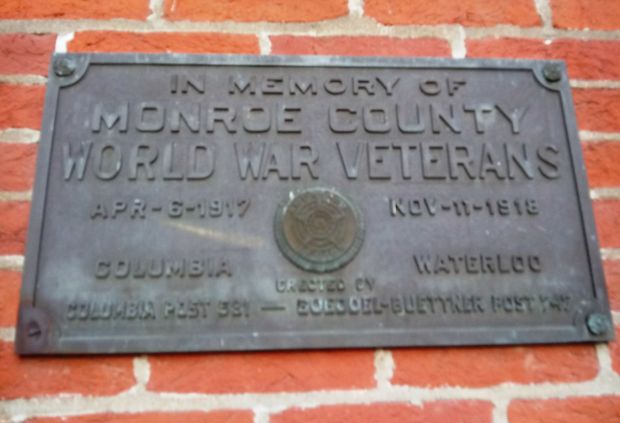 IN MEMORY OF
MONROE COUNTY
WORLD WAR VETERANS
APR-6-1917 NOV-11-1918
COLUMBIA WATERLOO
ERECTED BY
COLUMBIA POST 581 — -BUETTNER POST 747